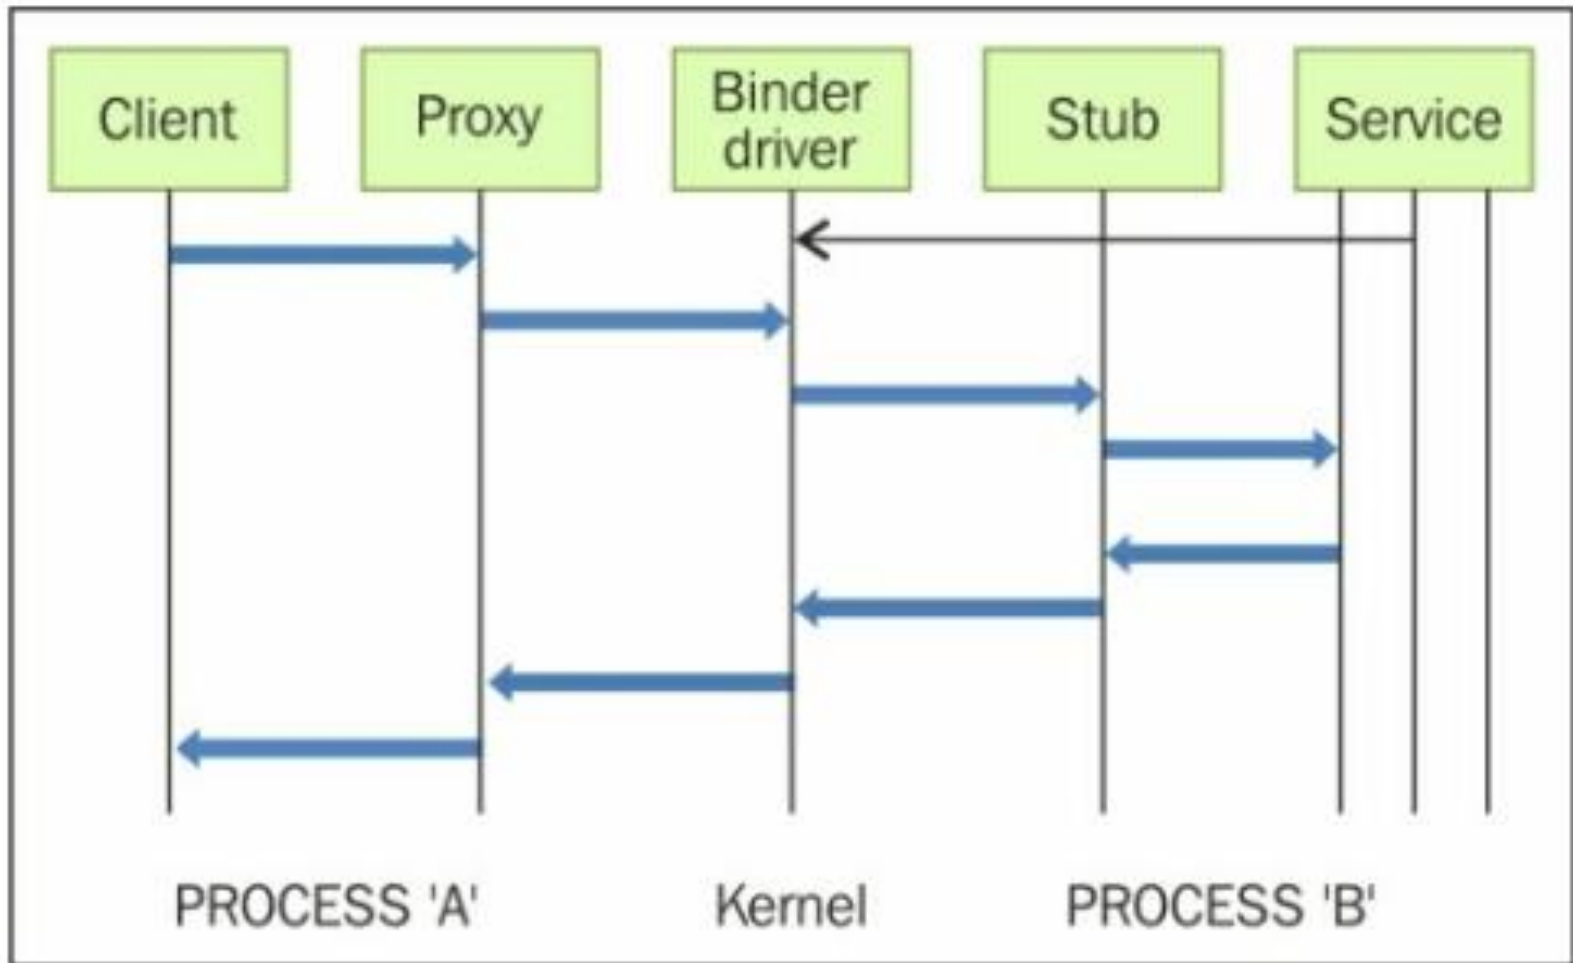 Client
Proxy
Binder
driver
Stub
Service
PROCESS 'A'
Kernel
PROCESS 'B'